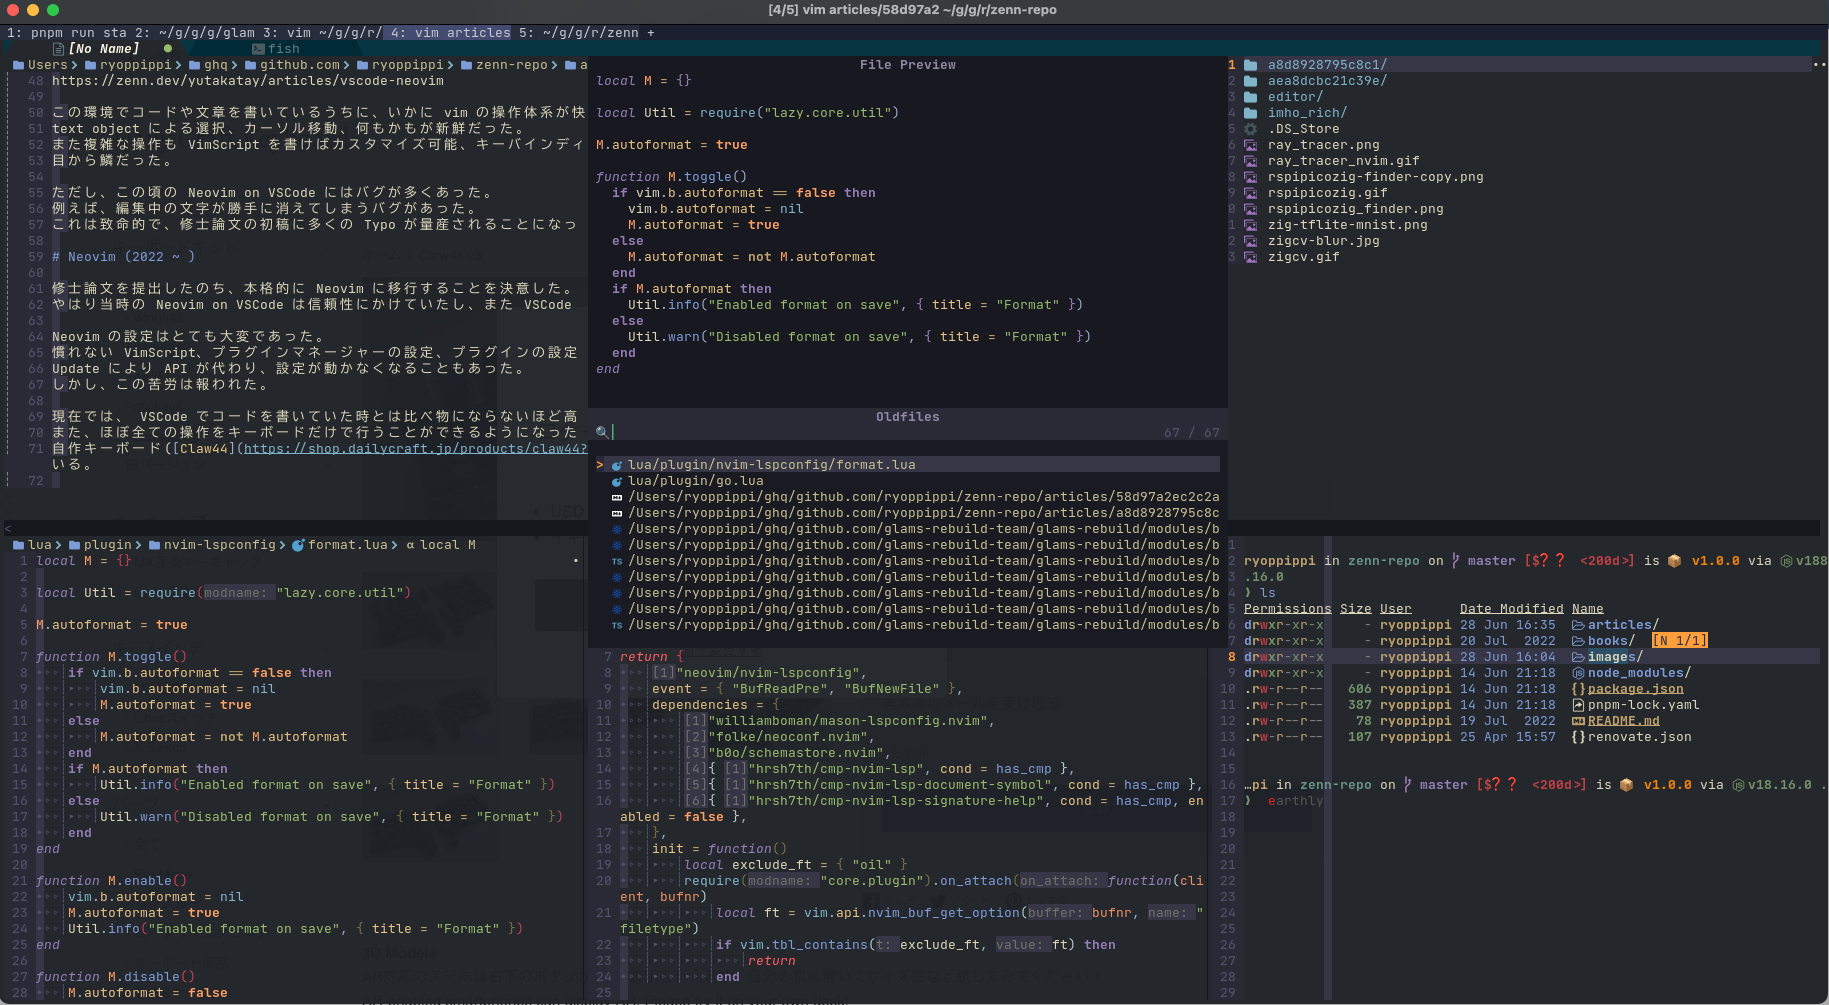 [4/5] vim articles/58d97a2 ~/g/g/r/zenn-repo
1: pnpm run sta 2: ~/g/g/g/glam 3: vim ~/g/g/r/ 4: vim articles 5: ~/g/g/r/zenn +
[No Name] ● fish
Users > ryoppippi > ghq > github.com > ryoppippi > zenn-repo > a
48 https://zenn.dev/yutakatay/articles/vscode-neovim
49
50 この環境でコードや文章を書いているうちに、いかに vim の操作体系が快
51 text object による選択、カーソル移動、何もかもが新鮮だった。
52 また複雑な操作も VimScript を書けばカスタマイズ可能、キーバインディ
53 目から鱗だった。
54
55 ただし、この頃の Neovim on VSCode にはバグが多くあった。
56 例えば、編集中の文字が勝手に消えてしまうバグがあった。
57 これは致命的で、修士論文の初稿に多くの Typo が量産されることになっ
58
59 # Neovim (2022 ~ )
60
61 修士論文を提出したのち、本格的に Neovim に移行することを決意した。
62 やはり当時の Neovim on VSCode は信頼性にかけていたし、また VSCode
63
64 Neovim の設定はとても大変であった。
65 慣れない VimScript、プラグインマネージャーの設定、プラグインの設定
66 Update により API が代わり、設定が動かなくなることもあった。
67 しかし、この苦労は報われた。
68
69 現在では、 VSCode でコードを書いていた時とは比べ物にならないほど高
70 また、ほぼ全ての操作をキーボードだけで行うことができるようになった
71 自作キーボード([Claw44](https://shop.dailycraft.jp/products/claw44?
いる。
72
File Preview
local M = {}
local Util = require("lazy.core.util")
M.autoformat = true
function M.toggle()
if vim.b.autoformat == false then
vim.b.autoformat = nil
M.autoformat = true
else
M.autoformat = not M.autoformat
end
if M.autoformat then
Util.info("Enabled format on save", { title = "Format" })
else
Util.warn("Disabled format on save", { title = "Format" })
end
end
Oldfiles
67 / 67
> lua/plugin/nvim-lspconfig/format.lua
lua/plugin/go.lua
/Users/ryoppippi/ghq/github.com/ryoppippi/zenn-repo/articles/58d97a2ec2c2a
/Users/ryoppippi/ghq/github.com/ryoppippi/zenn-repo/articles/a8d8928795c8c
/Users/ryoppippi/ghq/github.com/glams-rebuild-team/glams-rebuild/modules/b
/Users/ryoppippi/ghq/github.com/glams-rebuild-team/glams-rebuild/modules/b
TS /Users/ryoppippi/ghq/github.com/glams-rebuild-team/glams-rebuild/modules/b
/Users/ryoppippi/ghq/github.com/glams-rebuild-team/glams-rebuild/modules/b
/Users/ryoppippi/ghq/github.com/glams-rebuild-team/glams-rebuild/modules/b
/Users/ryoppippi/ghq/github.com/glams-rebuild-team/glams-rebuild/modules/b
TS /Users/ryoppippi/ghq/github.com/glams-rebuild-team/glams-rebuild/modules/b
1 a8d8928795c8c1/
2 aea8dcbc21c39e/
3 editor/
4 imho_rich/
5 .DS_Store
6 ray_tracer.png
7 ray_tracer_nvim.gif
8 rspipicozig-finder-copy.png
9 rspipicozig.gif
0 rspipicozig_finder.png
1 zig-tflite-mnist.png
2 zigcv-blur.jpg
3 zigcv.gif
lua > plugin > nvim-lspconfig > format.lua > α local M
1 local M = {}
2
3 local Util = require(modname: "lazy.core.util")
4
5 M.autoformat = true
6
7 function M.toggle()
8 if vim.b.autoformat == false then
9 vim.b.autoformat = nil
10 M.autoformat = true
11 else
12 M.autoformat = not M.autoformat
13 end
14 if M.autoformat then
15 Util.info("Enabled format on save", { title = "Format" })
16 else
17 Util.warn("Disabled format on save", { title = "Format" })
18 end
19 end
20
21 function M.enable()
22 vim.b.autoformat = nil
23 M.autoformat = true
24 Util.info("Enabled format on save", { title = "Format" })
25 end
26
27 function M.disable()
28 M.autoformat = false
7 return {
8 [1]"neovim/nvim-lspconfig",
9 event = { "BufReadPre", "BufNewFile" },
10 dependencies = {
11 [1]"williamboman/mason-lspconfig.nvim",
12 [2]"folke/neoconf.nvim",
13 [3]"b0o/schemastore.nvim",
14 [4]{ [1]"hrsh7th/cmp-nvim-lsp", cond = has_cmp },
15 [5]{ [1]"hrsh7th/cmp-nvim-lsp-document-symbol", cond = has_cmp },
16 [6]{ [1]"hrsh7th/cmp-nvim-lsp-signature-help", cond = has_cmp, en
abled = false },
17 },
18 init = function()
19 local exclude_ft = { "oil" }
20 require(modname: "core.plugin").on_attach(on_attach: function(cli
ent, bufnr)
21 local ft = vim.api.nvim_buf_get_option(buffer: bufnr, name: "
filetype")
22 if vim.tbl_contains(t: exclude_ft, value: ft) then
23 return
24 end
25
1
2 ryoppippi in zenn-repo on master [$?? <200d>] is 📦 v1.0.0 via v18
3 .16.0
4 ❯ ls
5 Permissions Size User Date Modified Name
6 drwxr-xr-x - ryoppippi 28 Jun 16:35 articles/
7 drwxr-xr-x - ryoppippi 20 Jul 2022 books/ [N 1/1]
8 drwxr-xr-x - ryoppippi 28 Jun 16:04 images/
9 drwxr-xr-x - ryoppippi 14 Jun 21:18 node_modules/
10 .rw-r--r-- 606 ryoppippi 14 Jun 21:18 {} package.json
11 .rw-r--r-- 387 ryoppippi 14 Jun 21:18 pnpm-lock.yaml
12 .rw-r--r-- 78 ryoppippi 19 Jul 2022 README.md
13 .rw-r--r-- 107 ryoppippi 25 Apr 15:57 {} renovate.json
14
15
16 …pi in zenn-repo on master [$?? <200d>] is 📦 v1.0.0 via v18.16.0 .
17 ❯ earthly
18
19
20
21
22
23
24
25
26
27
28
29